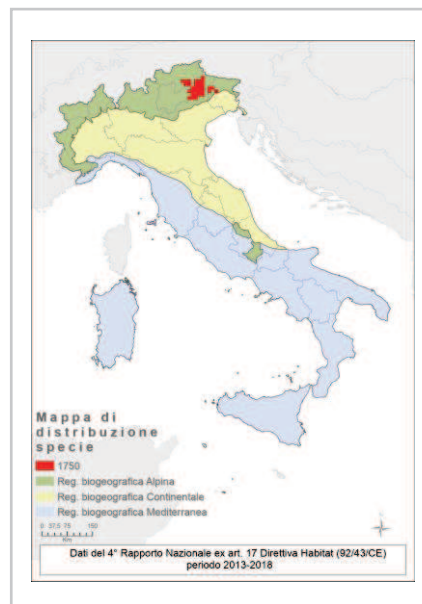 Mappa di
distribuzione
specie
1750
Reg. biogeografica Alpina
Reg. biogeografica Continentale
Reg. biogeografica Mediterranea
0 37,5 75 150
Km
Dati del 4° Rapporto Nazionale ex art. 17 Direttiva Habitat (92/43/CE)
periodo 2013-2018